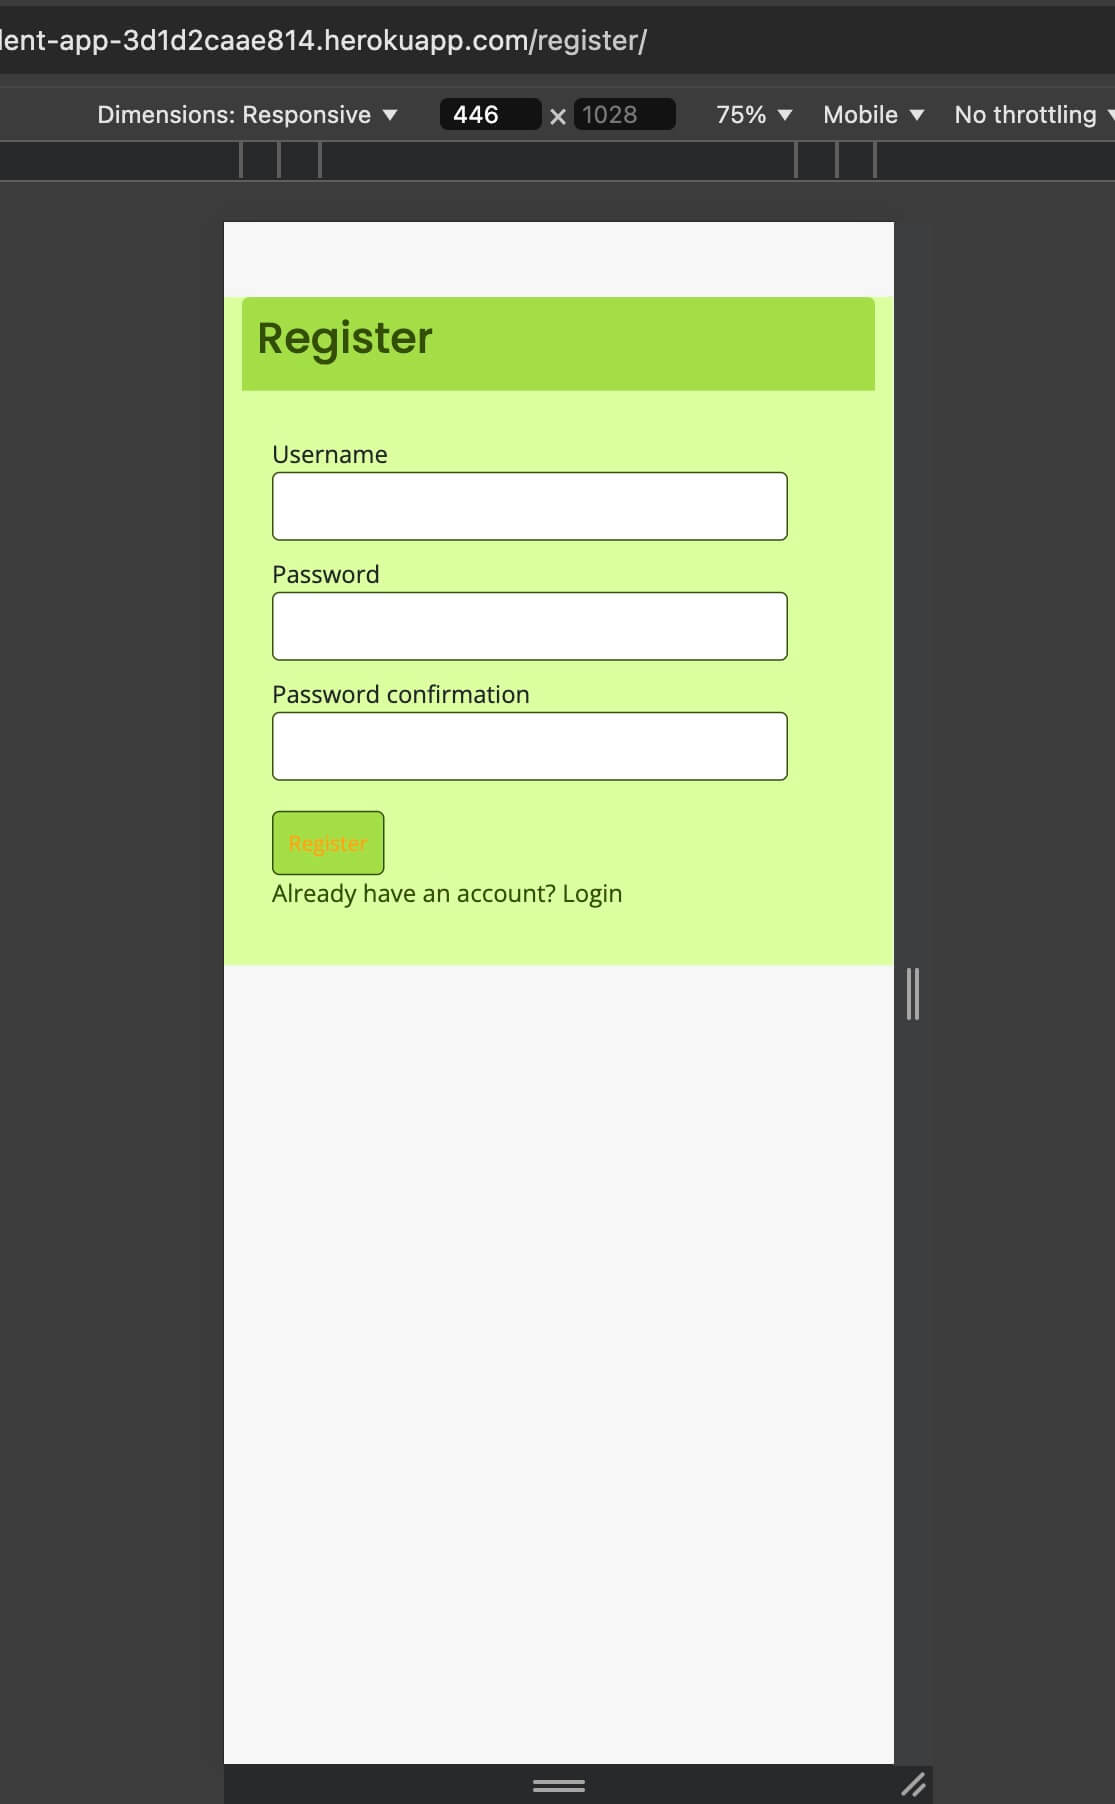 lent-app-3d1d2caae814.herokuapp.com/register/
Dimensions: Responsive ▼ 446 × 1028 75% ▼ Mobile ▼ No throttling ▼
Register
Username
Password
Password confirmation
Register
Already have an account? Login